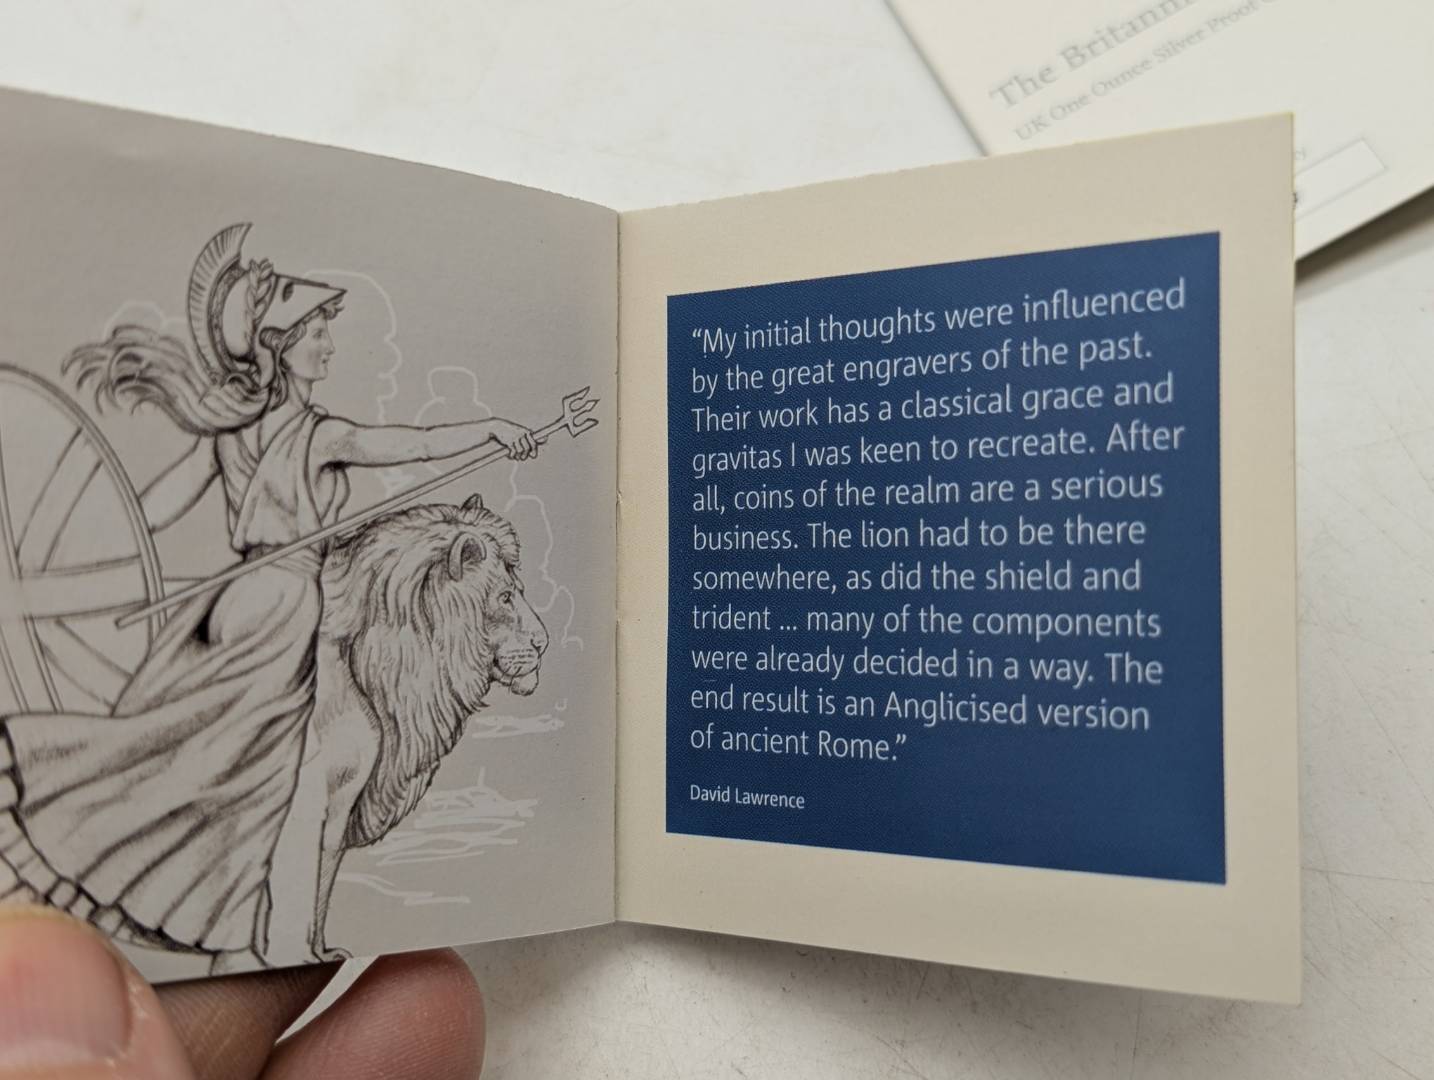 The Britanni
UK One Ounce Silver Proof
“My initial thoughts were influenced
by the great engravers of the past.
Their work has a classical grace and
gravitas I was keen to recreate. After
all, coins of the realm are a serious
business. The lion had to be there
somewhere, as did the shield and
trident ... many of the components
were already decided in a way. The
end result is an Anglicised version
of ancient Rome.”
David Lawrence